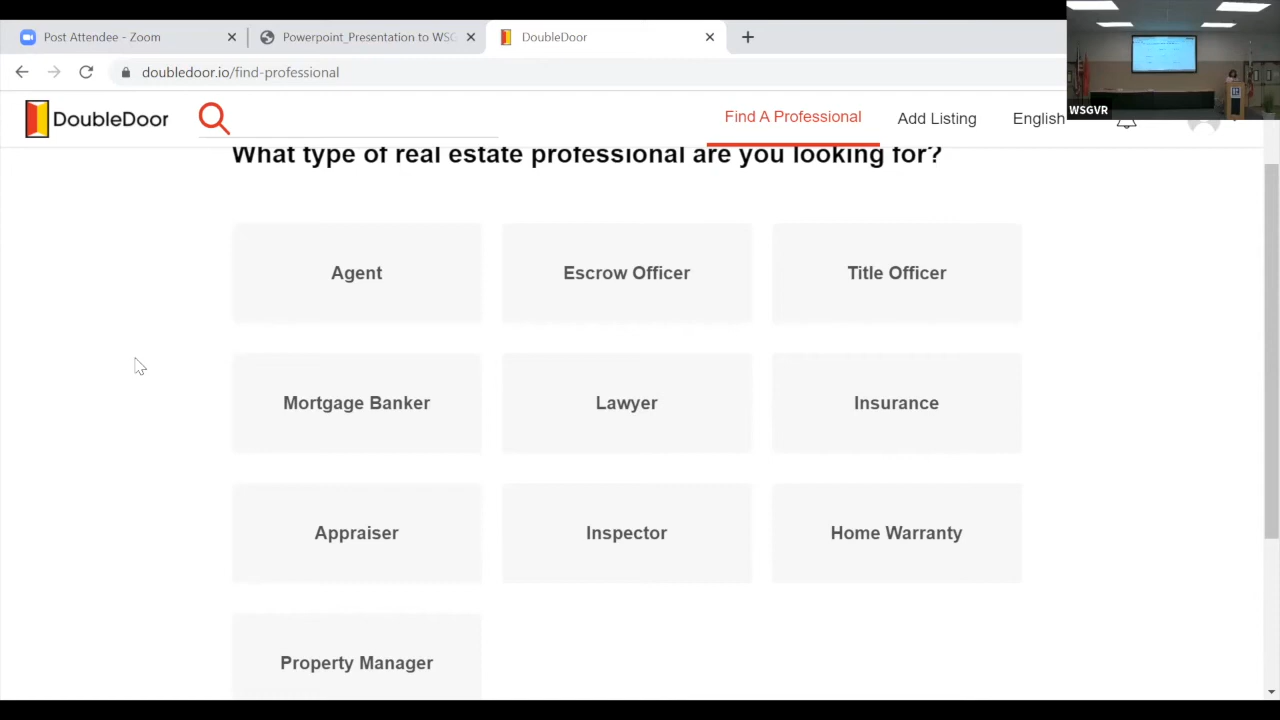 Post Attendee - Zoom
Powerpoint_Presentation to WSG
DoubleDoor
doubledoor.io/find-professional
WSGVR
DoubleDoor
Find A Professional
Add Listing
English
What type of real estate professional are you looking for?
Agent
Escrow Officer
Title Officer
Mortgage Banker
Lawyer
Insurance
Appraiser
Inspector
Home Warranty
Property Manager